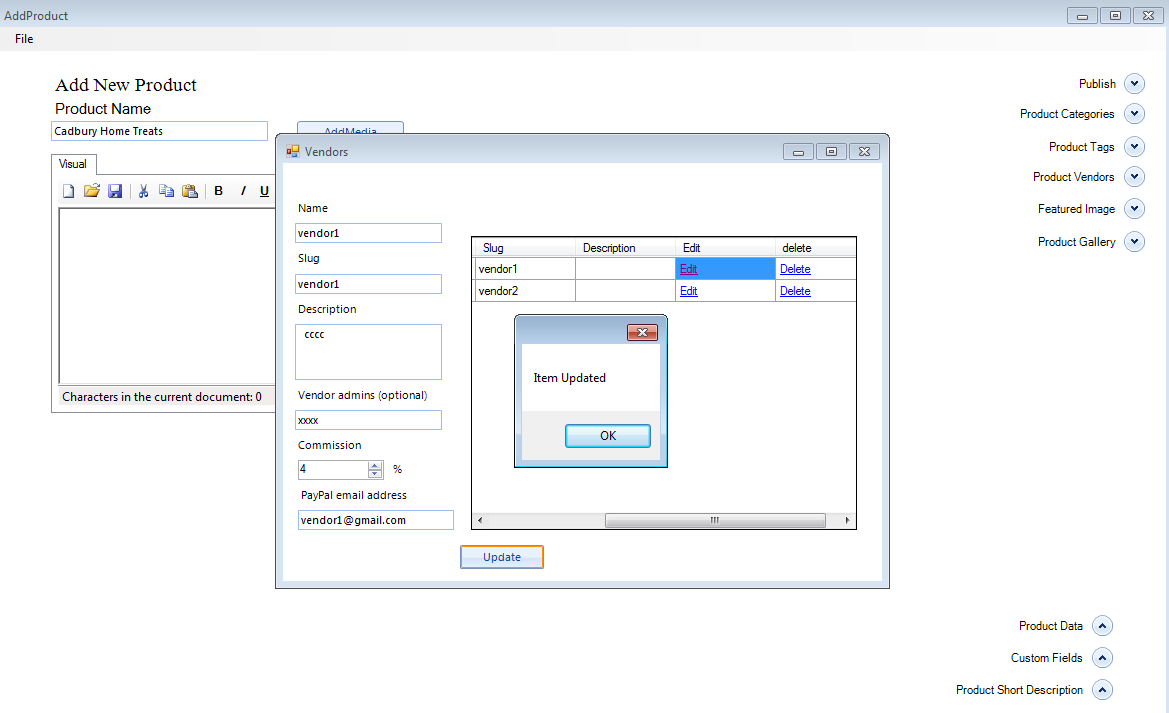 AddProduct
File
Add New Product
Product Name
Cadbury Home Treats
AddMedia
Visual
B I U
Characters in the current document: 0
Vendors
Name
vendor1
Slug
vendor1
Description
cccc
Vendor admins (optional)
xxxx
Commission
4 %
PayPal email address
vendor1@gmail.com
Slug Description Edit delete
vendor1 Edit Delete
vendor2 Edit Delete
Item Updated
OK
Update
Publish
Product Categories
Product Tags
Product Vendors
Featured Image
Product Gallery
Product Data
Custom Fields
Product Short Description